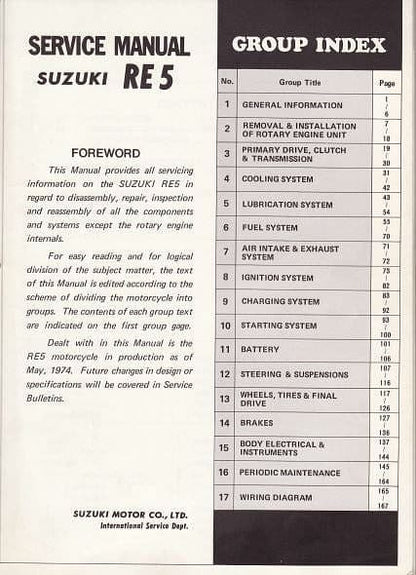 SERVICE MANUAL
SUZUKI RE5
FOREWORD
This Manual provides all servicing
information on the SUZUKI RE5 in
regard to disassembly, repair, inspection
and reassembly of all the components
and systems except the rotary engine
internals.
For easy reading and for logical
division of the subject matter, the text
of this Manual is edited according to the
scheme of dividing the motorcycle into
groups. The contents of each group text
are indicated on the first group gage.
Dealt with in this Manual is the
RE5 motorcycle in production as of
May, 1974. Future changes in design or
specifications will be covered in Service
Bulletins.
SUZUKI MOTOR CO., LTD.
International Service Dept.
GROUP INDEX
No. Group Title Page
1 GENERAL INFORMATION 1 / 6
2 REMOVAL & INSTALLATION
OF ROTARY ENGINE UNIT 7 / 18
3 PRIMARY DRIVE, CLUTCH
& TRANSMISSION 19 / 30
4 COOLING SYSTEM 31 / 42
5 LUBRICATION SYSTEM 43 / 54
6 FUEL SYSTEM 55 / 70
7 AIR INTAKE & EXHAUST
SYSTEM 71 / 72
8 IGNITION SYSTEM 73 / 82
9 CHARGING SYSTEM 83 / 92
10 STARTING SYSTEM 93 / 100
11 BATTERY 101 / 106
12 STEERING & SUSPENSIONS 107 / 116
13 WHEELS, TIRES & FINAL
DRIVE 117 / 126
14 BRAKES 127 / 136
15 BODY ELECTRICAL &
INSTRUMENTS 137 / 144
16 PERIODIC MAINTENANCE 145 / 164
17 WIRING DIAGRAM 165 / 167